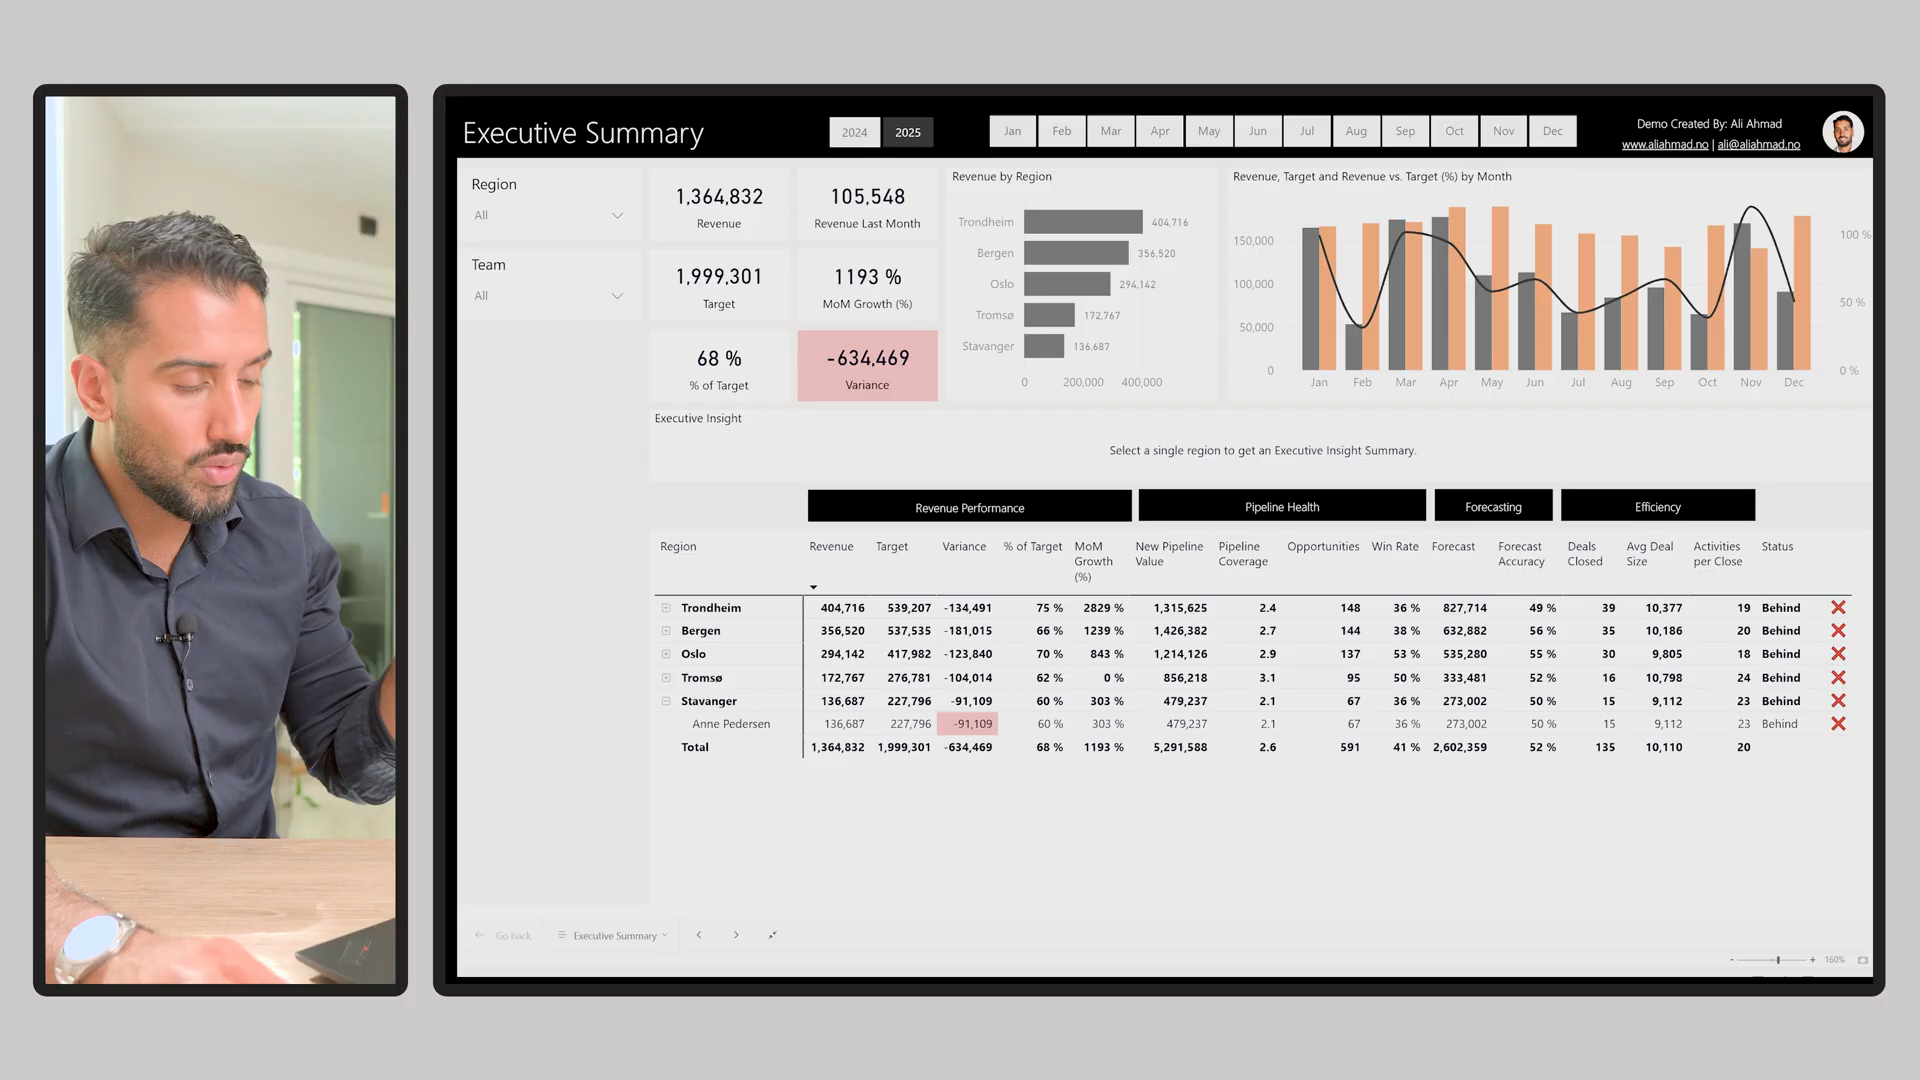 Executive Summary
2024 2025
Jan Feb Mar Apr May Jun Jul Aug Sep Oct Nov Dec
Demo Created By: Ali Ahmad
www.aliahmad.no | ali@aliahmad.no
Region
All
Team
All
1,364,832
Revenue
105,548
Revenue Last Month
1,999,301
Target
1193 %
MoM Growth (%)
68 %
% of Target
-634,469
Variance
Revenue by Region
Trondheim 404,716
Bergen 356,520
Oslo 294,142
Tromsø 172,767
Stavanger 136,687
0 200,000 400,000
Revenue, Target and Revenue vs. Target (%) by Month
150,000 100 %
100,000
50 %
50,000
0 0 %
Jan Feb Mar Apr May Jun Jul Aug Sep Oct Nov Dec
Executive Insight
Select a single region to get an Executive Insight Summary.
Revenue Performance Pipeline Health Forecasting Efficiency
Region Revenue Target Variance % of Target MoM Growth (%) New Pipeline Value Pipeline Coverage Opportunities Win Rate Forecast Forecast Accuracy Deals Closed Avg Deal Size Activities per Close Status
Trondheim 404,716 539,207 -134,491 75 % 2829 % 1,315,625 2.4 148 36 % 827,714 49 % 39 10,377 19 Behind
Bergen 356,520 537,535 -181,015 66 % 1239 % 1,426,382 2.7 144 38 % 632,882 56 % 35 10,186 20 Behind
Oslo 294,142 417,982 -123,840 70 % 843 % 1,214,126 2.9 137 53 % 535,280 55 % 30 9,805 18 Behind
Tromsø 172,767 276,781 -104,014 62 % 0 % 856,218 3.1 95 50 % 333,481 52 % 16 10,798 24 Behind
Stavanger 136,687 227,796 -91,109 60 % 303 % 479,237 2.1 67 36 % 273,002 50 % 15 9,112 23 Behind
Anne Pedersen 136,687 227,796 -91,109 60 % 303 % 479,237 2.1 67 36 % 273,002 50 % 15 9,112 23 Behind
Total 1,364,832 1,999,301 -634,469 68 % 1193 % 5,291,588 2.6 591 41 % 2,602,359 52 % 135 10,110 20
Go back Executive Summary
- + 160%